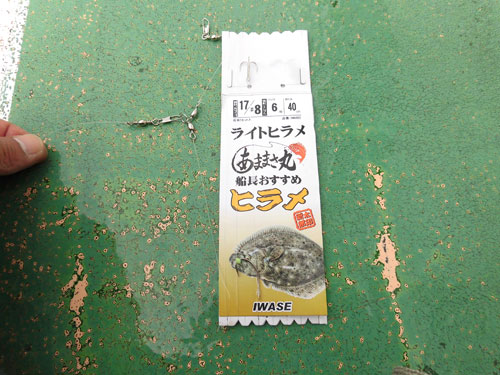 17/8 6 40
ライトヒラメ
あままさ丸
船長おすすめ
ヒラメ
IWASE